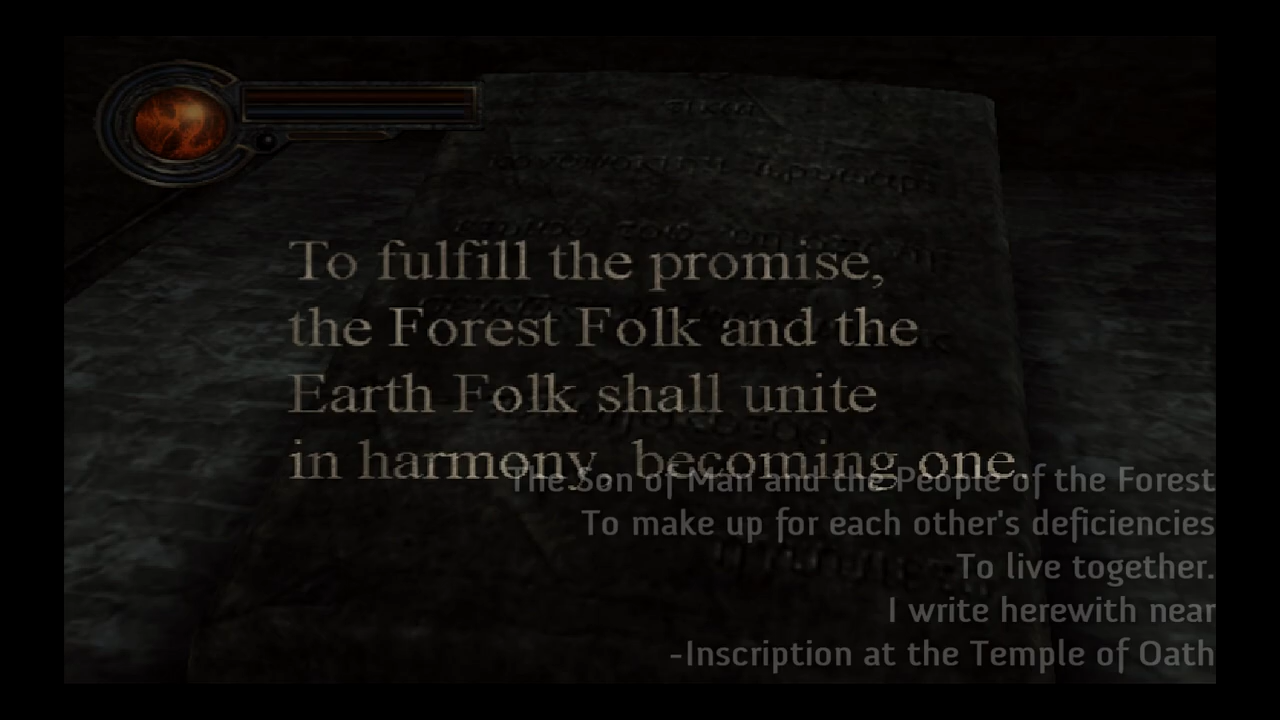 To fulfill the promise,
the Forest Folk and the
Earth Folk shall unite
in harmony, becoming one.
The Son of Man and the People of the Forest
To make up for each other's deficiencies
To live together.
I write herewith near
-Inscription at the Temple of Oath